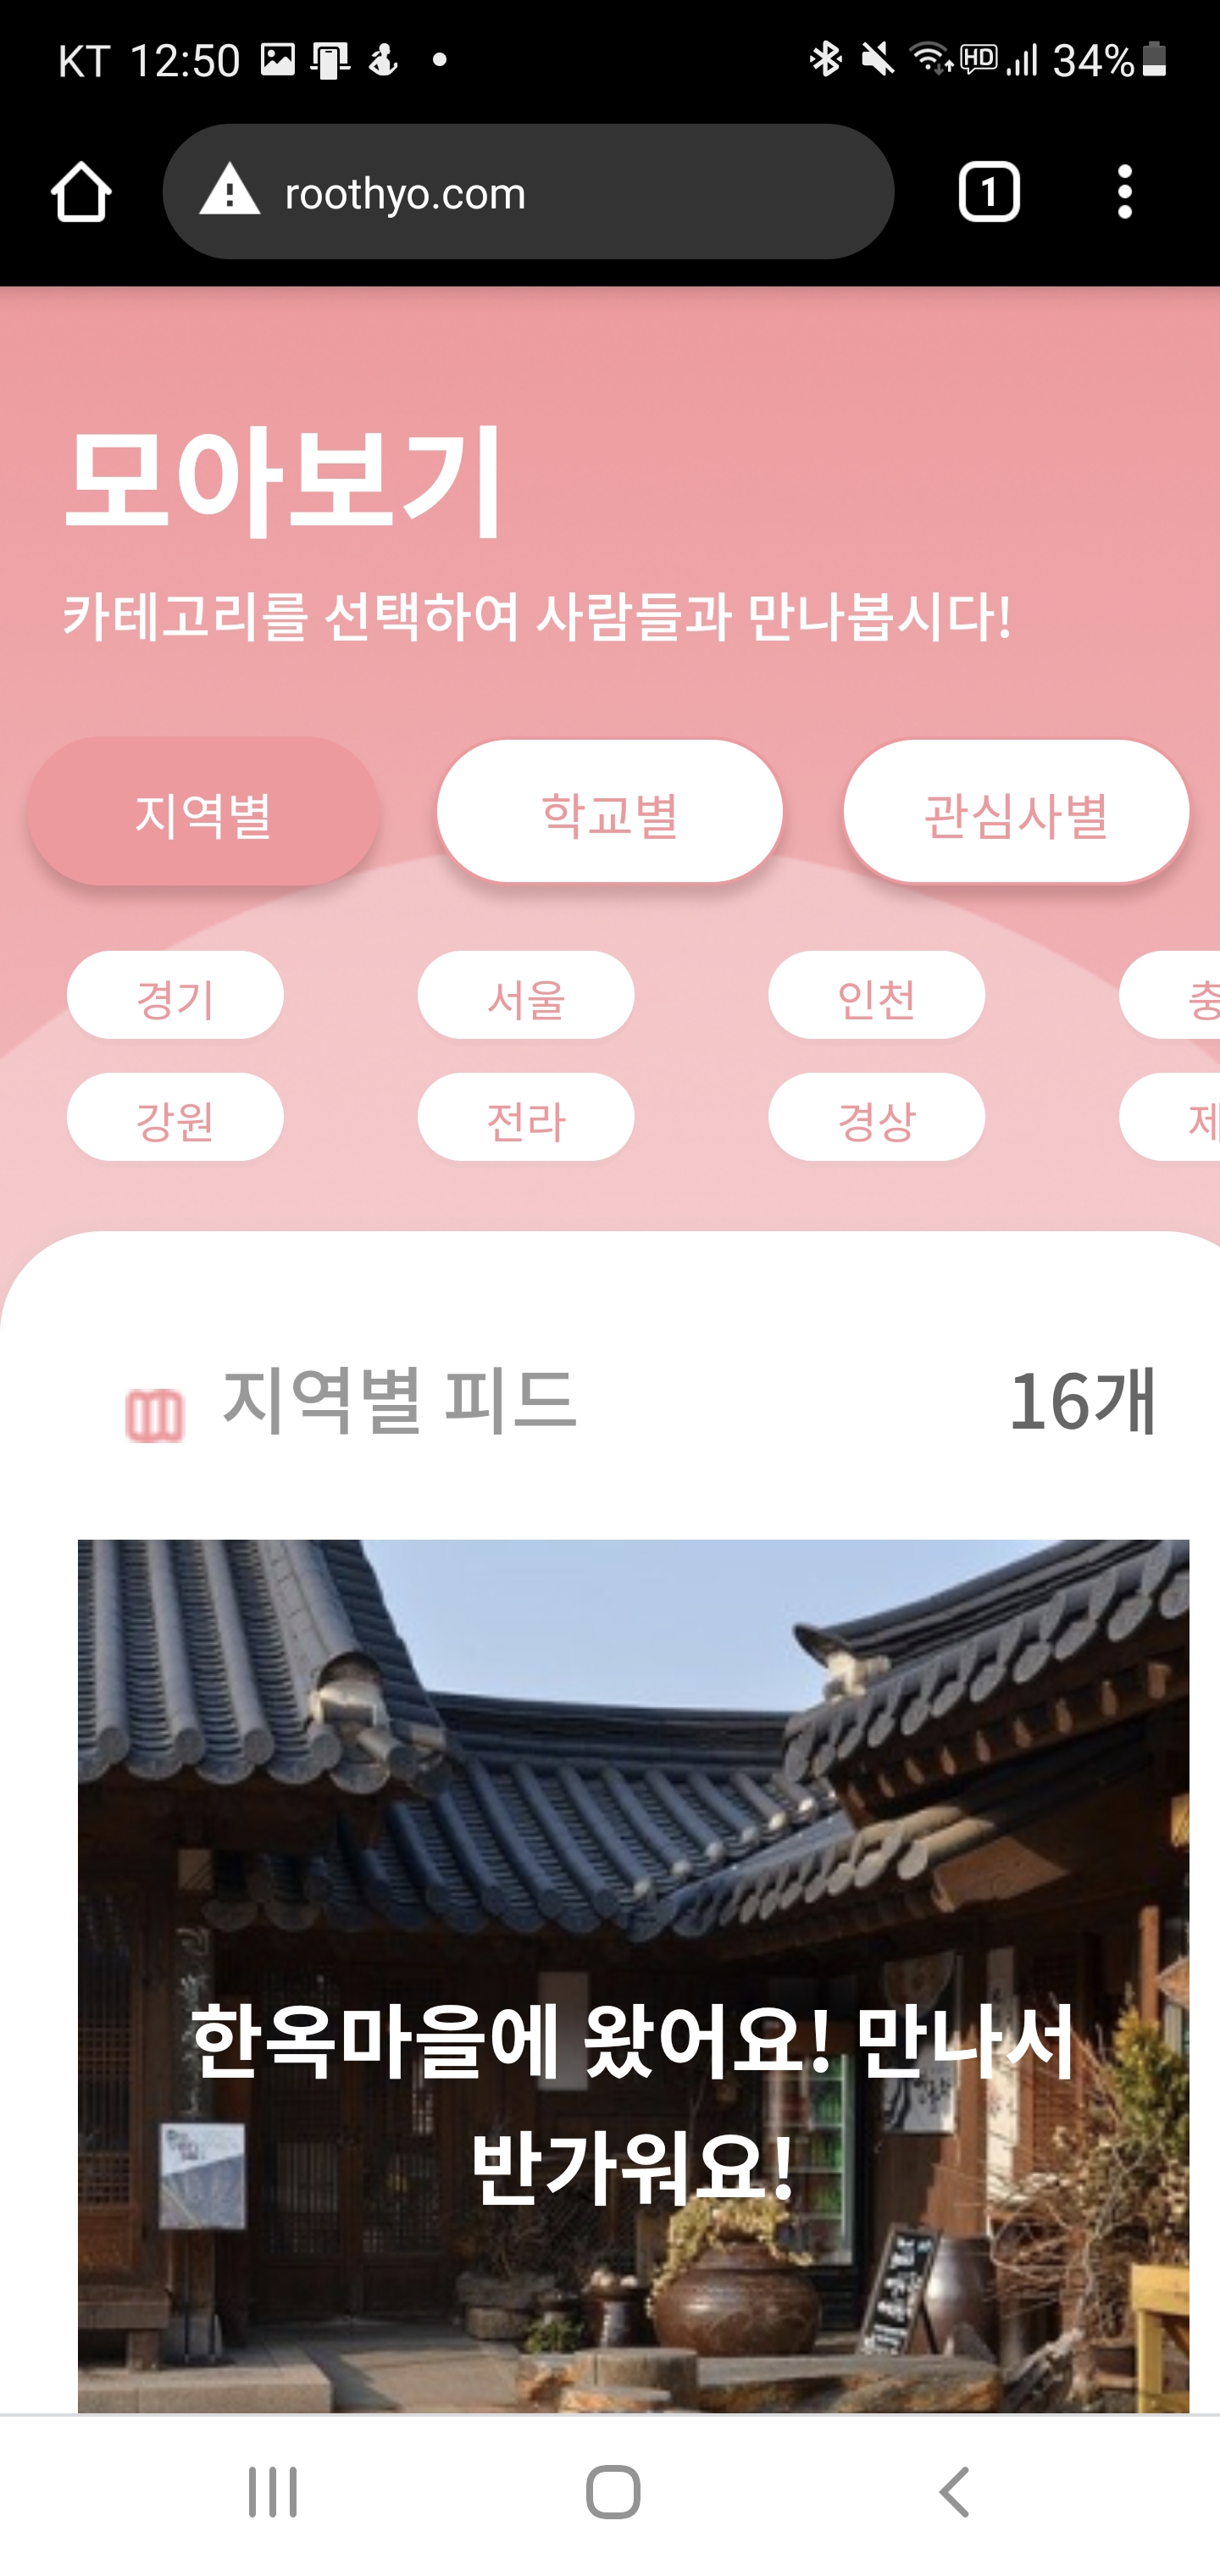 KT 12:50 HD 34%
roothyo.com 1
모아보기
카테고리를 선택하여 사람들과 만나봅시다!
지역별 학교별 관심사별
경기 서울 인천 충
강원 전라 경상 제
지역별 피드 16개
한옥마을에 왔어요! 만나서
반가워요!